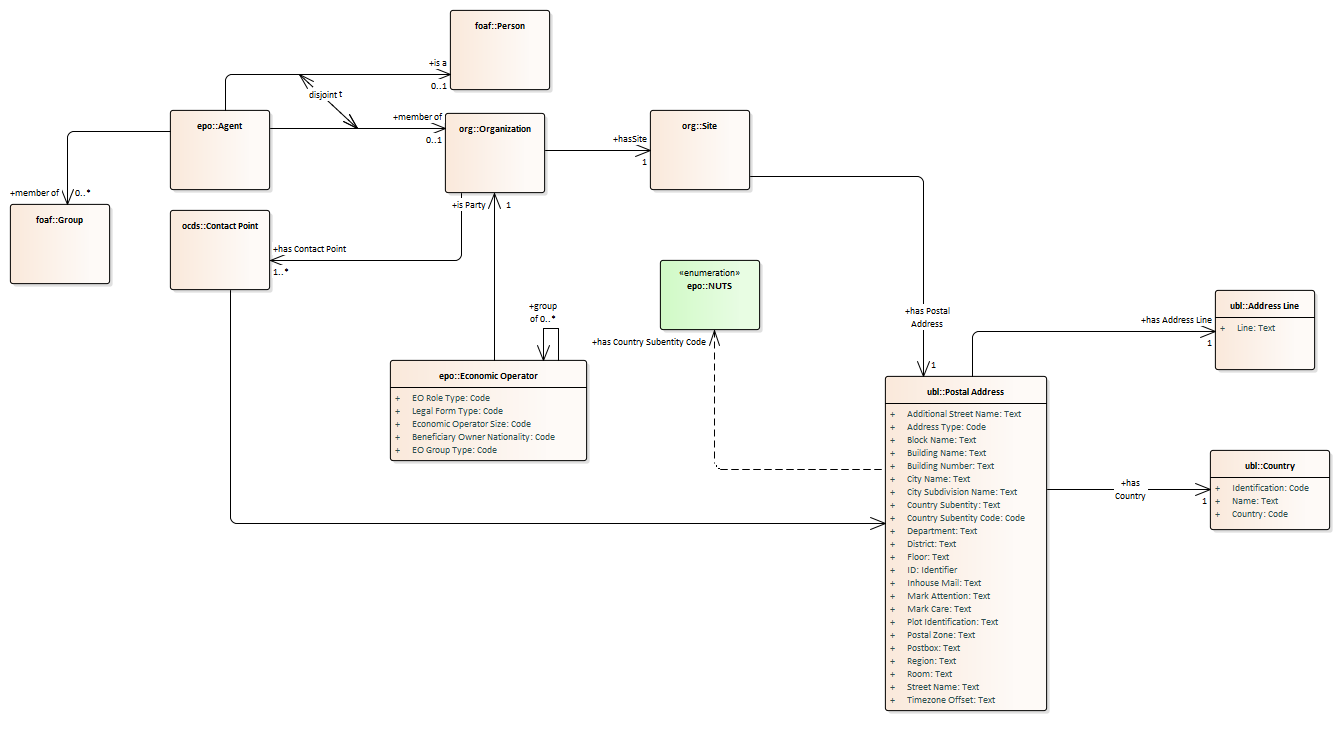 foaf::Person
+is a
0..1
disjoint t
epo::Agent
+member of
0..1
org::Organization
org::Site
+hasSite
1
+member of
0..*
foaf::Group
ocds::Contact Point
+is Party
1
+has Contact Point
1..*
«enumeration»
epo::NUTS
+has Country Subentity Code
+group
of 0..*
+has Postal
Address
1
ubl::Address Line
+ Line: Text
+has Address Line
1
epo::Economic Operator
+ EO Role Type: Code
+ Legal Form Type: Code
+ Economic Operator Size: Code
+ Beneficiary Owner Nationality: Code
+ EO Group Type: Code
ubl::Postal Address
+ Additional Street Name: Text
+ Address Type: Code
+ Block Name: Text
+ Building Name: Text
+ Building Number: Text
+ City Name: Text
+ City Subdivision Name: Text
+ Country Subentity: Text
+ Country Subentity Code: Code
+ Department: Text
+ District: Text
+ Floor: Text
+ ID: Identifier
+ Inhouse Mail: Text
+ Mark Attention: Text
+ Mark Care: Text
+ Plot Identification: Text
+ Postal Zone: Text
+ Postbox: Text
+ Region: Text
+ Room: Text
+ Street Name: Text
+ Timezone Offset: Text
+has
Country
1
ubl::Country
+ Identification: Code
+ Name: Text
+ Country: Code